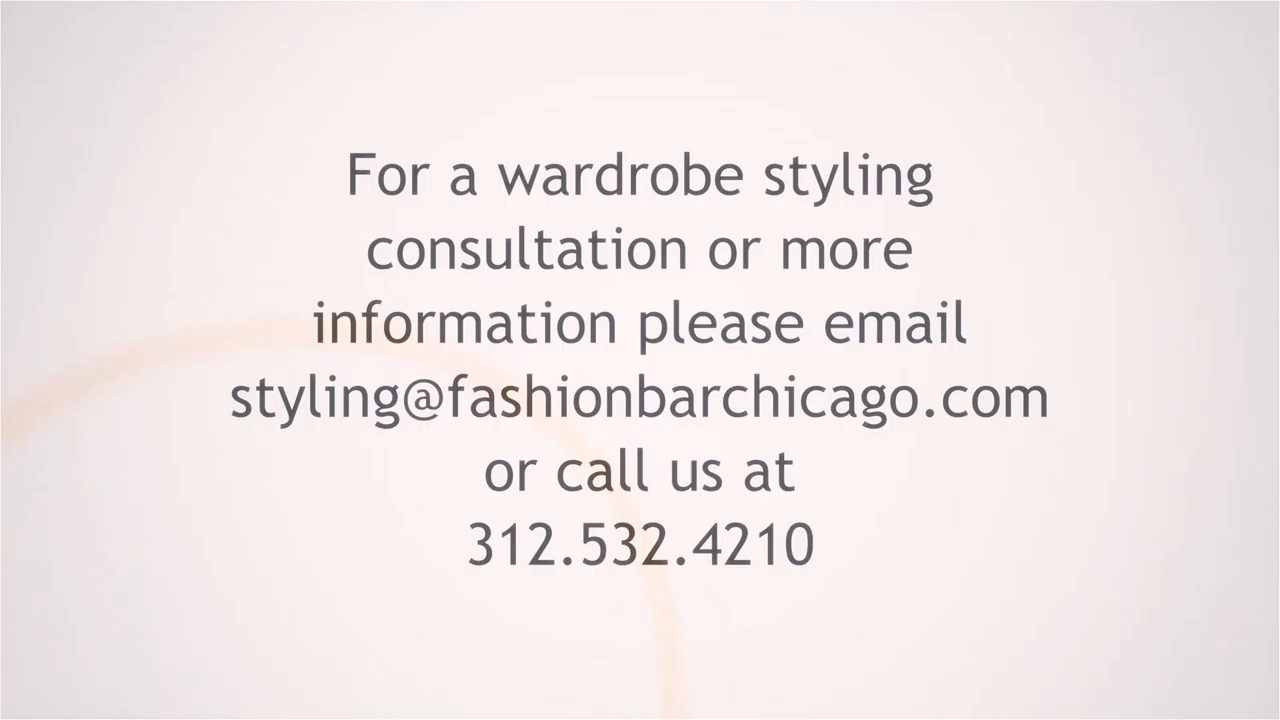 For a wardrobe styling
consultation or more
information please email
styling@fashionbarchicago.com
or call us at
312.532.4210